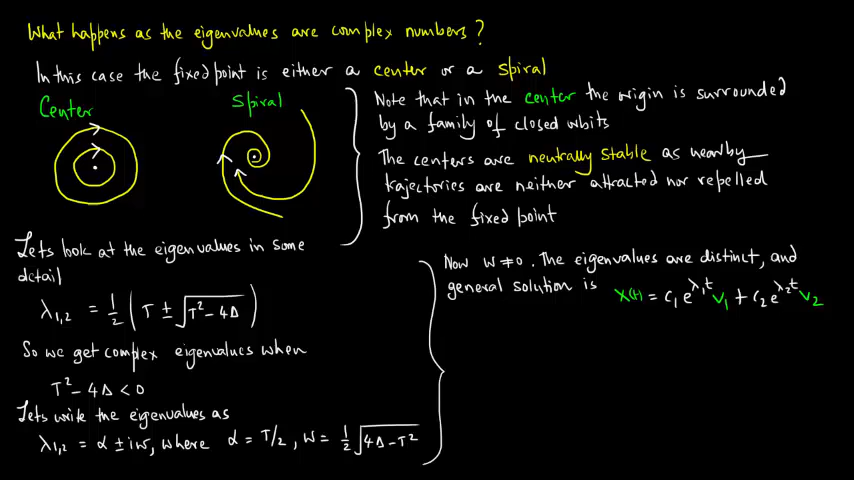 What happens as the eigenvalues are complex numbers?
In this case the fixed point is either a center or a spiral
Center
Spiral
Note that in the center the origin is surrounded
by a family of closed orbits
The centers are neutrally stable as nearby
trajectories are neither attracted nor repelled
from the fixed point
Lets look at the eigenvalues in some
detail
λ₁,₂ = 1/2 (T ± √(T² − 4Δ))
So we get complex eigenvalues when
T² − 4Δ < 0
Lets write the eigenvalues as
λ₁,₂ = α ± iω, where α = T/2, ω = 1/2 √(4Δ − T²)
Now ω ≠ 0. The eigenvalues are distinct, and
general solution is X(t) = c₁ e^(λ₁t) v₁ + c₂ e^(λ₂t) v₂